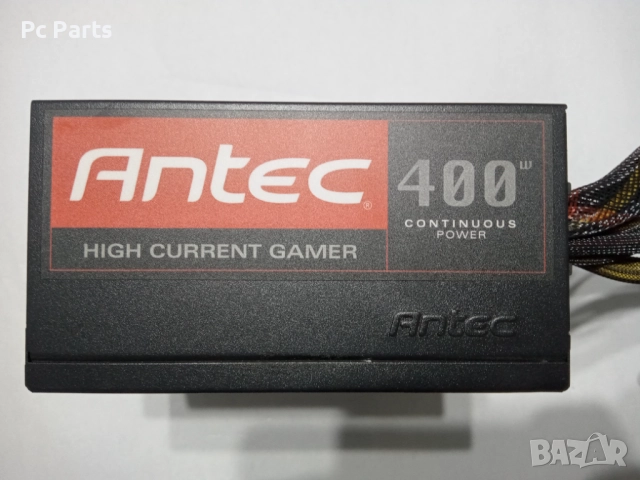 Pc Parts
Antec®
HIGH CURRENT GAMER
400W
CONTINUOUS
POWER
Antec
BAZAR